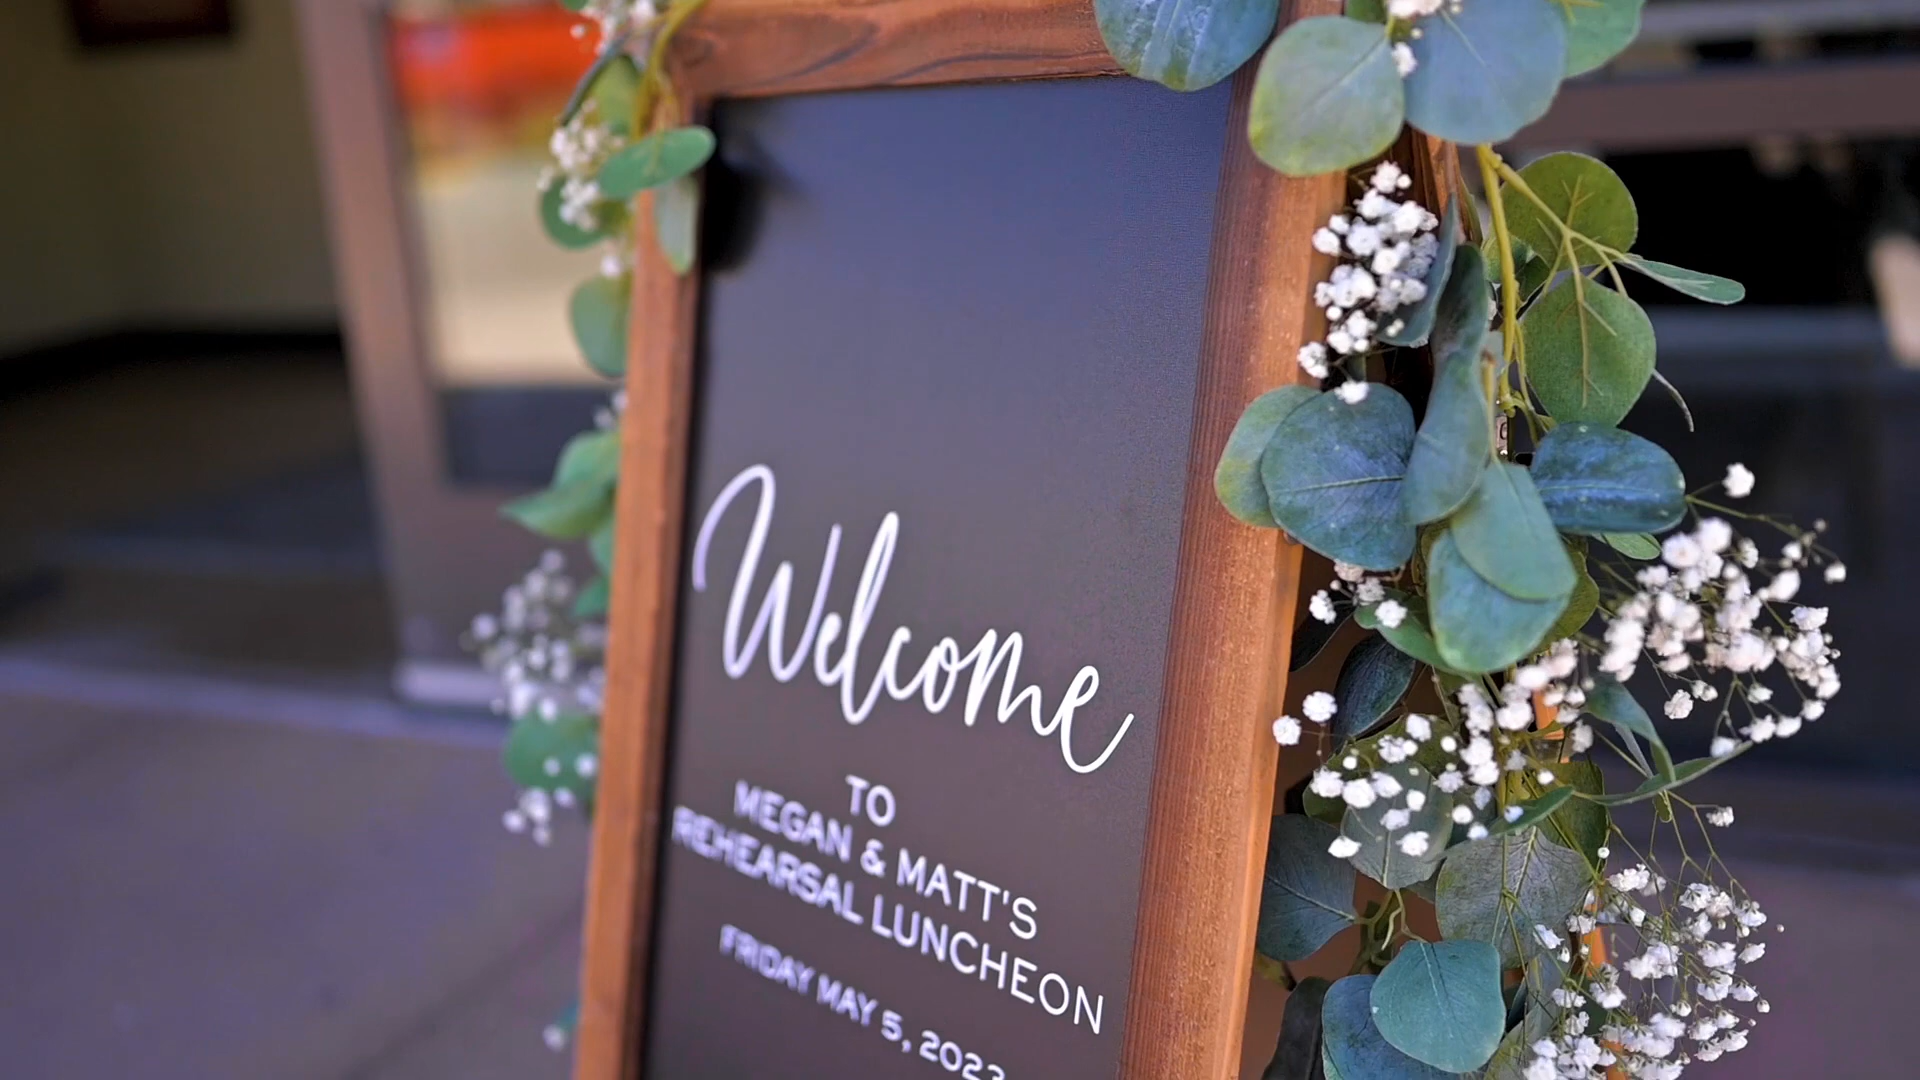 Welcome
TO
MEGAN & MATT'S
REHEARSAL LUNCHEON
FRIDAY MAY 5, 2023